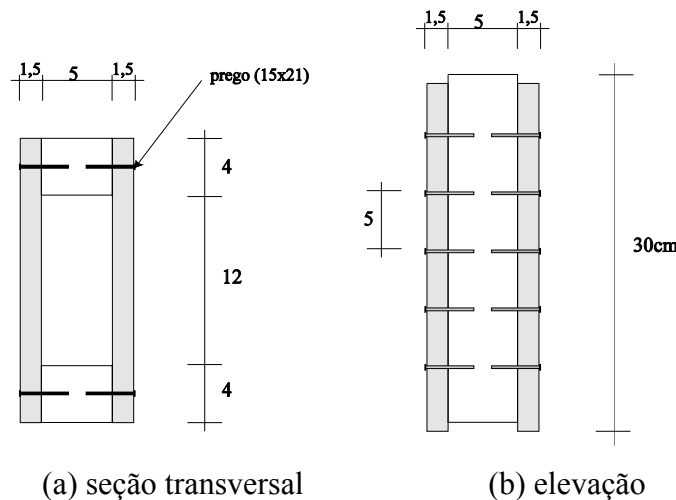 1,5 5 1,5
prego (15x21)
4
12
4
(a) seção transversal
1,5 5 1,5
5
30cm
(b) elevação